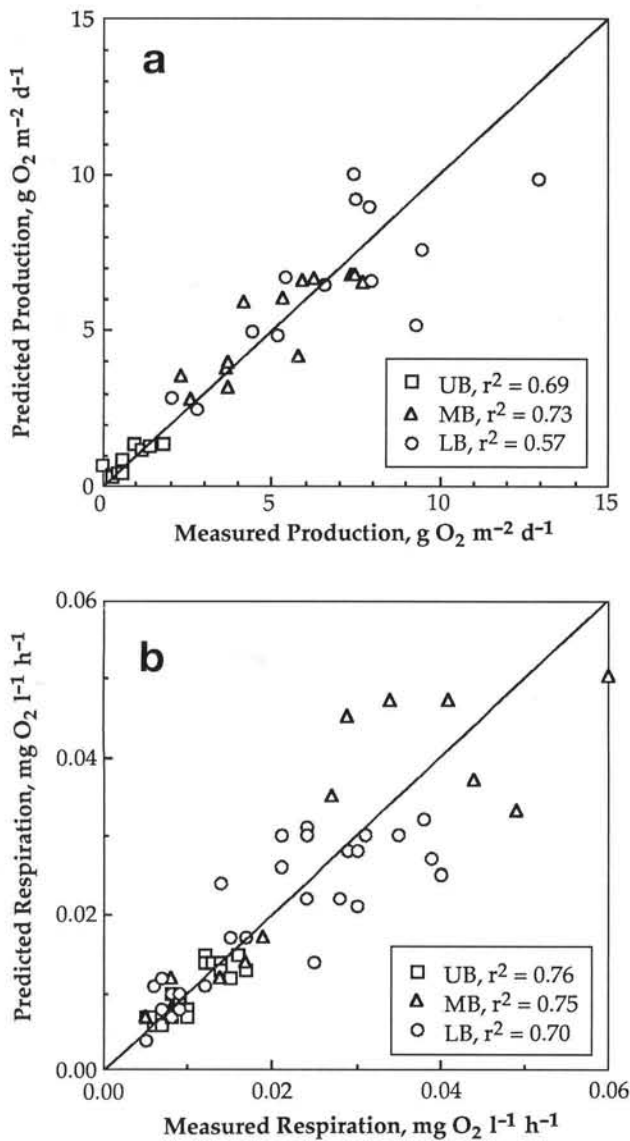 15
a
10
5
0
Predicted Production, g O₂ m⁻² d⁻¹
UB, r² = 0.69
MB, r² = 0.73
LB, r² = 0.57
0 5 10 15
Measured Production, g O₂ m⁻² d⁻¹
0.06
b
0.04
0.02
0.00
Predicted Respiration, mg O₂ l⁻¹ h⁻¹
UB, r² = 0.76
MB, r² = 0.75
LB, r² = 0.70
0.00 0.02 0.04 0.06
Measured Respiration, mg O₂ l⁻¹ h⁻¹